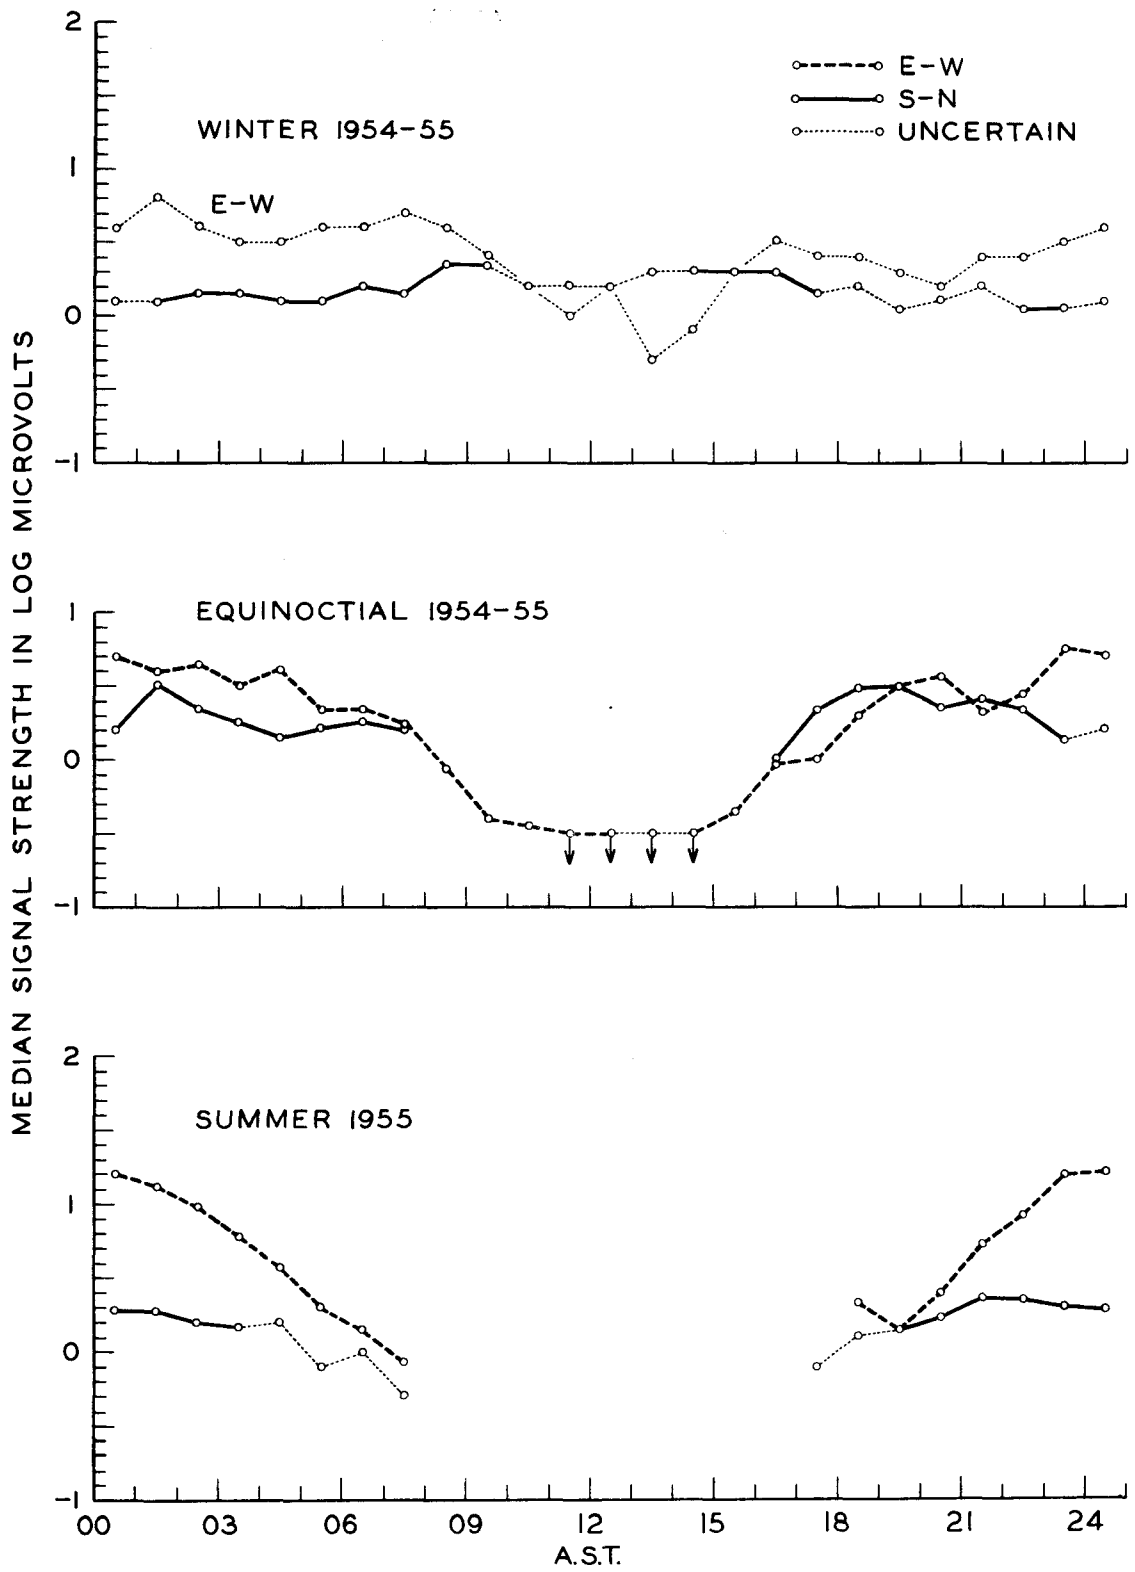 2
E-W
S-N
UNCERTAIN
WINTER 1954-55
1
E-W
0
-1
MEDIAN SIGNAL STRENGTH IN LOG MICROVOLTS
1
EQUINOCTIAL 1954-55
0
-1
2
SUMMER 1955
1
0
-1
00 03 06 09 12 15 18 21 24
A.S.T.